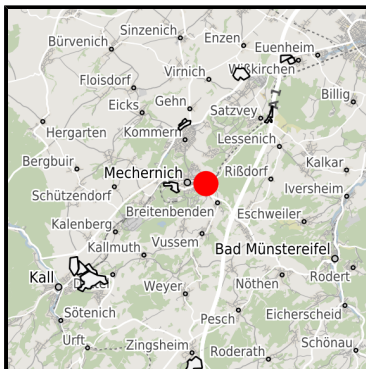 Sinzenich
Enzen
Bürvenich
Euenheim
Wißkirchen
Virnich
Floisdorf
Billig
Eicks
Gehn
Satzvey
A 1
Hergarten
Kommern
Lessenich
Bergbuir
Kalkar
Mechernich
Rißdorf
Schützendorf
Iversheim
Breitenbenden
Eschweiler
Kalenberg
Vussem
Kallmuth
Bad Münstereifel
Kall
Rodert
Weyer
Nöthen
Sötenich
Pesch
Eicherscheid
Urft
Zingsheim
Roderath
Schönau